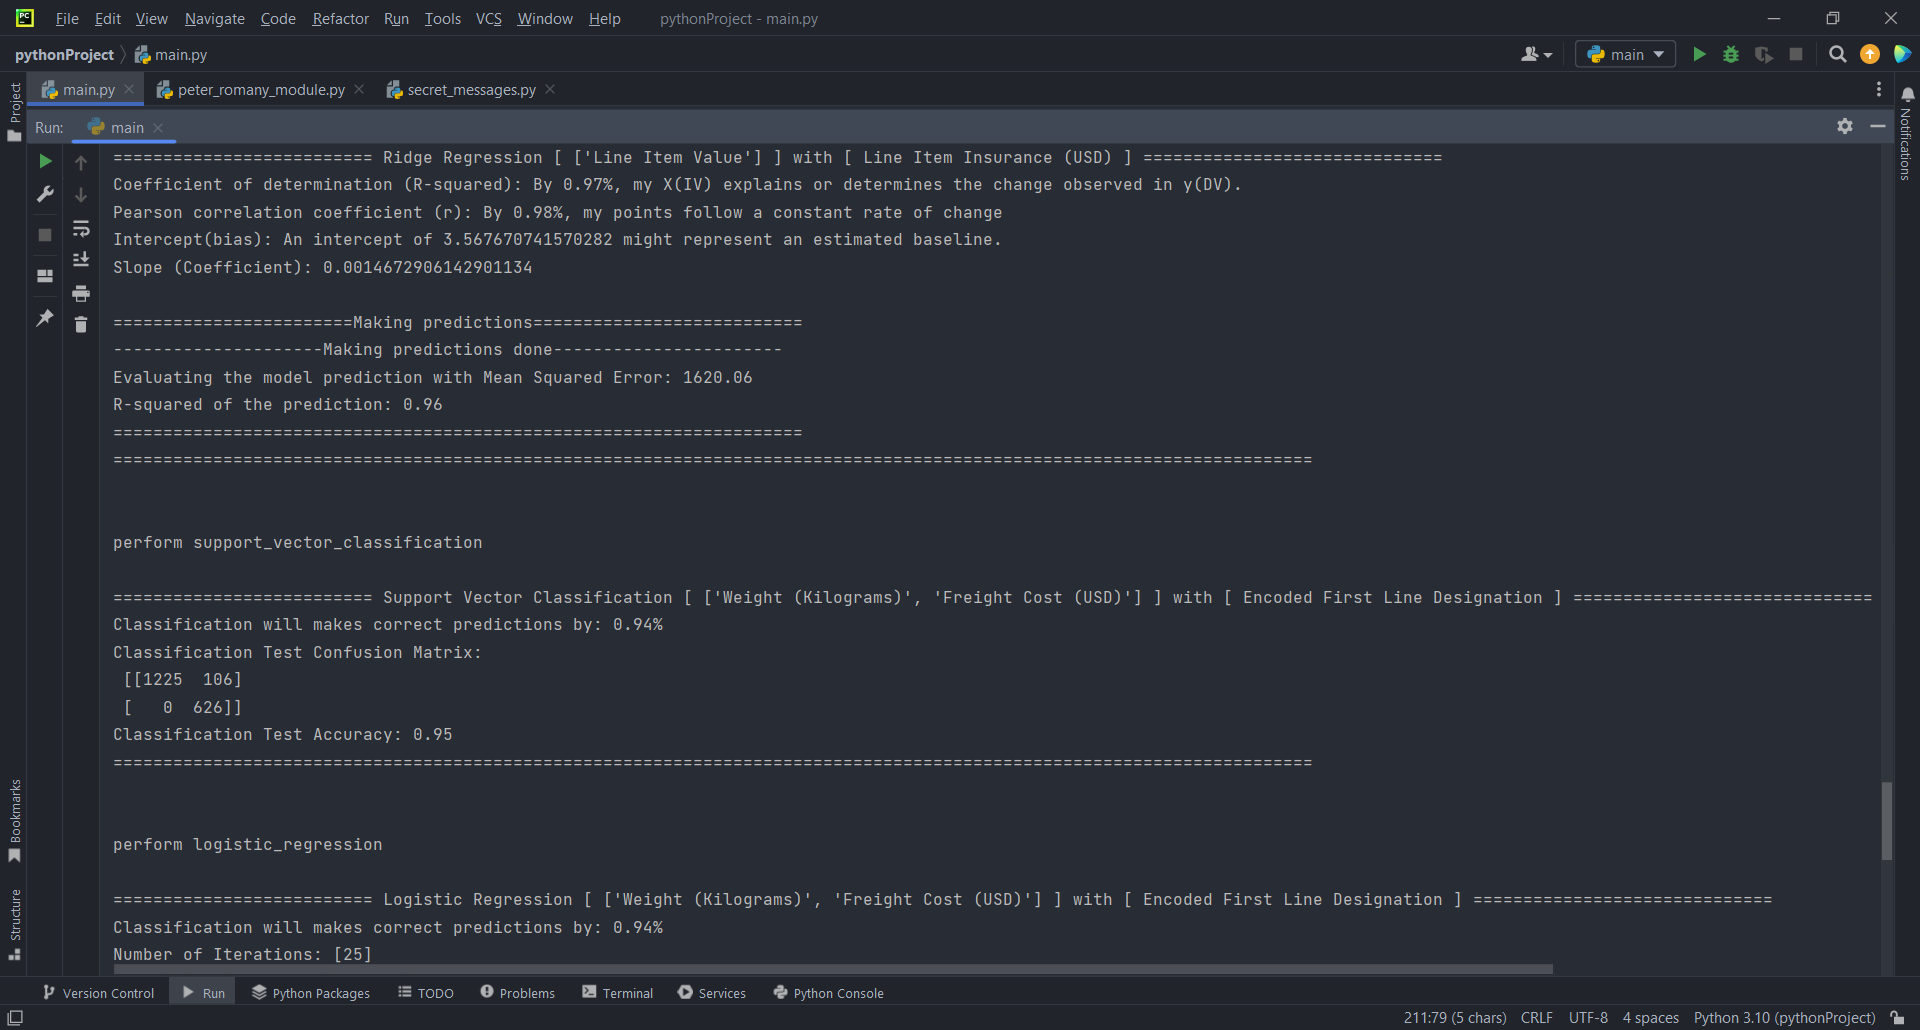 PC
File Edit View Navigate Code Refactor Run Tools VCS Window Help pythonProject - main.py
pythonProject main.py main
main.py peter_romany_module.py secret_messages.py
Project
Notifications
Run: main
========================== Ridge Regression [ ['Line Item Value'] ] with [ Line Item Insurance (USD) ] ==============================
Coefficient of determination (R-squared): By 0.97%, my X(IV) explains or determines the change observed in y(DV).
Pearson correlation coefficient (r): By 0.98%, my points follow a constant rate of change
Intercept(bias): An intercept of 3.567670741570282 might represent an estimated baseline.
Slope (Coefficient): 0.0014672906142901134
========================Making predictions===========================
---------------------Making predictions done-----------------------
Evaluating the model prediction with Mean Squared Error: 1620.06
R-squared of the prediction: 0.96
=====================================================================
========================================================================================================================
perform support_vector_classification
========================== Support Vector Classification [ ['Weight (Kilograms)', 'Freight Cost (USD)'] ] with [ Encoded First Line Designation ] ==============================
Classification will makes correct predictions by: 0.94%
Classification Test Confusion Matrix:
[[1225  106]
[   0  626]]
Classification Test Accuracy: 0.95
========================================================================================================================
perform logistic_regression
========================== Logistic Regression [ ['Weight (Kilograms)', 'Freight Cost (USD)'] ] with [ Encoded First Line Designation ] ==============================
Classification will makes correct predictions by: 0.94%
Number of Iterations: [25]
Bookmarks
Structure
Version Control Run Python Packages TODO Problems Terminal Services Python Console
211:79 (5 chars) CRLF UTF-8 4 spaces Python 3.10 (pythonProject)